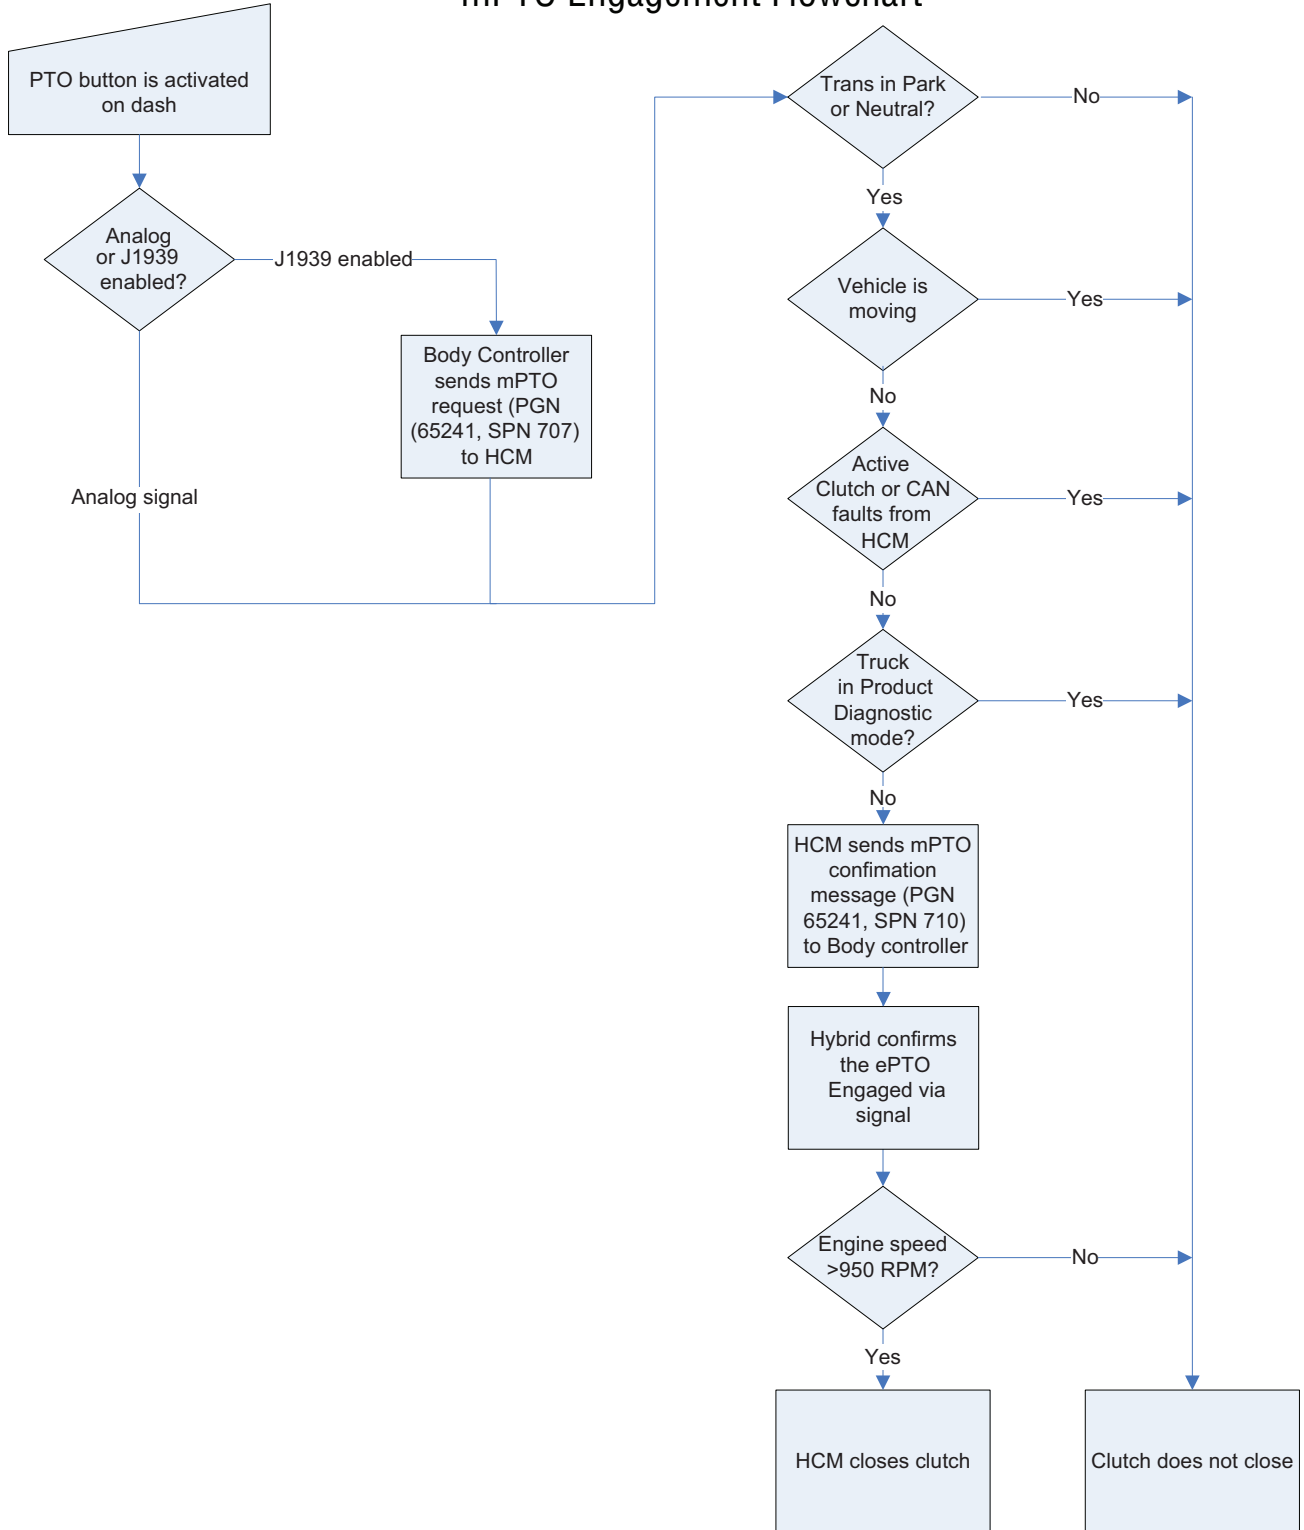 mPTO Engagement Flowchart
PTO button is activated
on dash
Analog
or J1939
enabled?
J1939 enabled
Body Controller
sends mPTO
request (PGN
(65241, SPN 707)
to HCM
Analog signal
Trans in Park
or Neutral?
No
Yes
Vehicle is
moving
Yes
No
Active
Clutch or CAN
faults from
HCM
Yes
No
Truck
in Product
Diagnostic
mode?
Yes
No
HCM sends mPTO
confimation
message (PGN
65241, SPN 710)
to Body controller
Hybrid confirms
the ePTO
Engaged via
signal
Engine speed
>950 RPM?
No
Yes
HCM closes clutch
Clutch does not close